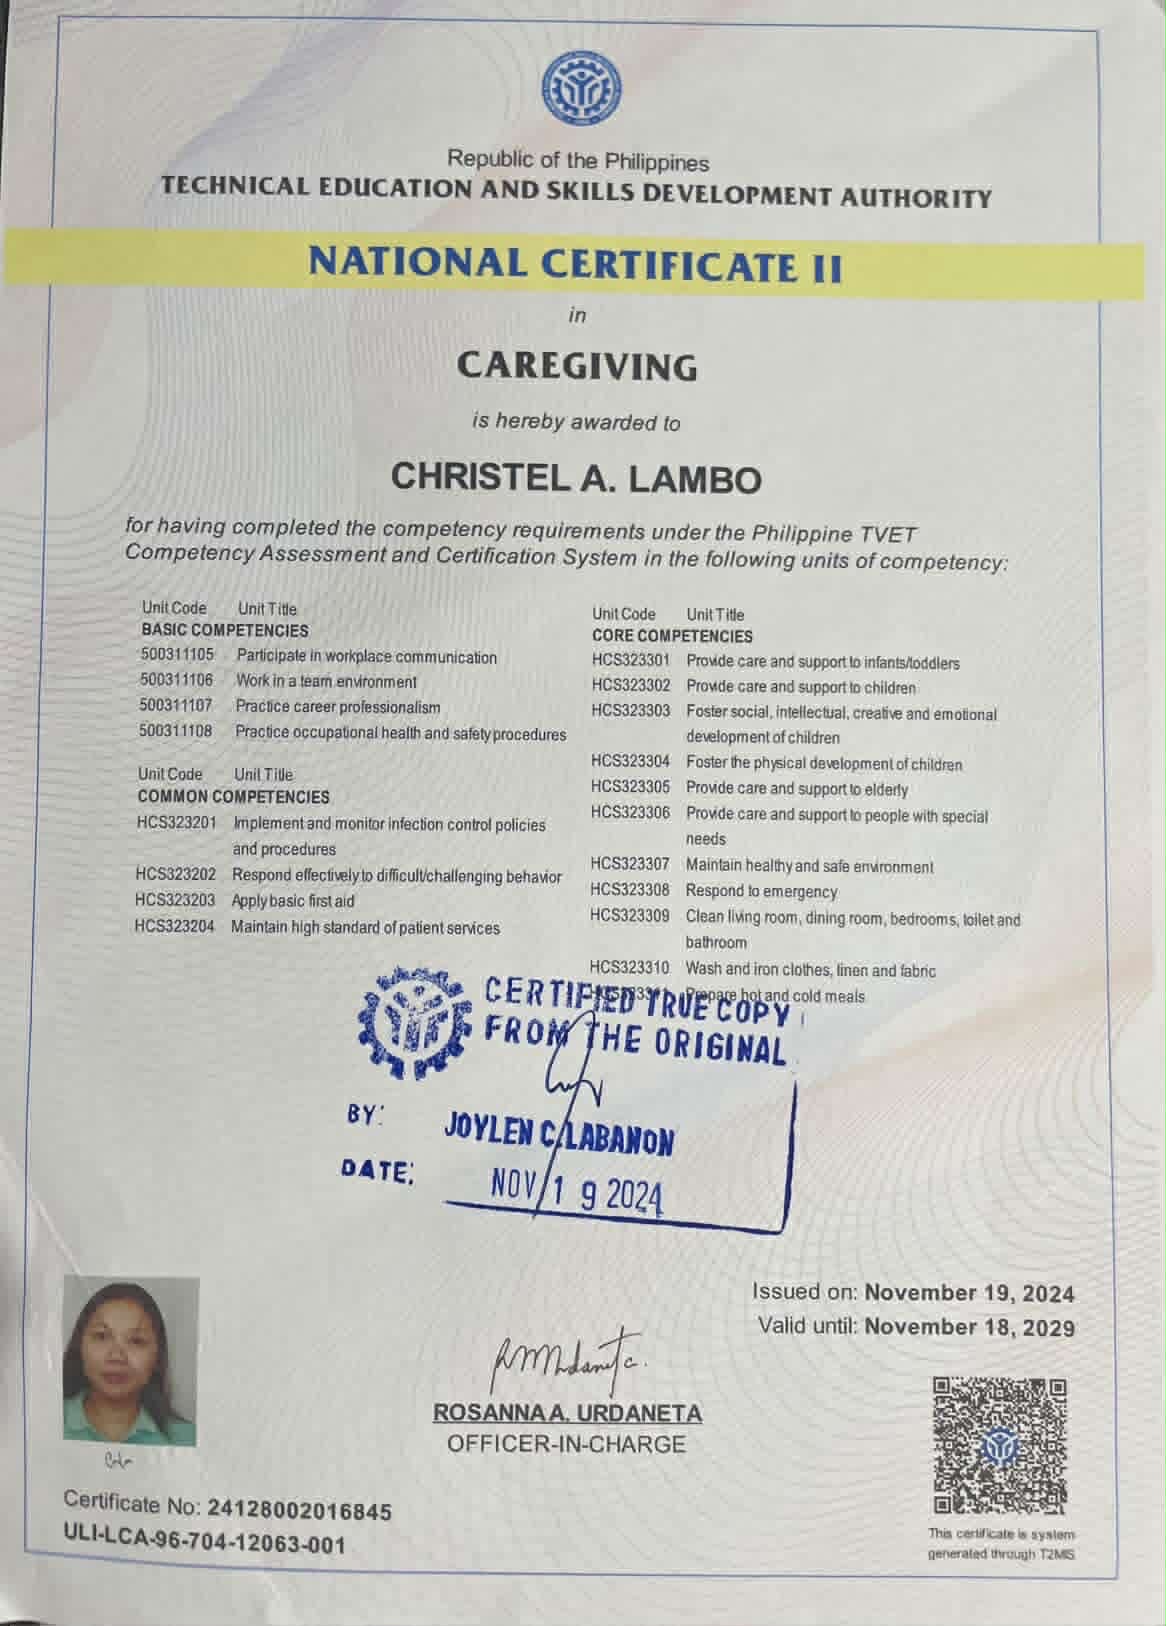 Republic of the Philippines
TECHNICAL EDUCATION AND SKILLS DEVELOPMENT AUTHORITY
NATIONAL CERTIFICATE II
in
CAREGIVING
is hereby awarded to
CHRISTEL A. LAMBO
for having completed the competency requirements under the Philippine TVET
Competency Assessment and Certification System in the following units of competency:
Unit Code Unit Title
BASIC COMPETENCIES
500311105 Participate in workplace communication
500311106 Work in a team environment
500311107 Practice career professionalism
500311108 Practice occupational health and safety procedures
Unit Code Unit Title
COMMON COMPETENCIES
HCS323201 Implement and monitor infection control policies
and procedures
HCS323202 Respond effectively to difficult/challenging behavior
HCS323203 Apply basic first aid
HCS323204 Maintain high standard of patient services
Unit Code Unit Title
CORE COMPETENCIES
HCS323301 Provide care and support to infants/toddlers
HCS323302 Provide care and support to children
HCS323303 Foster social, intellectual, creative and emotional
development of children
HCS323304 Foster the physical development of children
HCS323305 Provide care and support to elderly
HCS323306 Provide care and support to people with special
needs
HCS323307 Maintain healthy and safe environment
HCS323308 Respond to emergency
HCS323309 Clean living room, dining room, bedrooms, toilet and
bathroom
HCS323310 Wash and iron clothes, linen and fabric
Prepare hot and cold meals
CERTIFIED TRUE COPY
FROM THE ORIGINAL
BY: JOYLEN C. LABANON
DATE: NOV 19 2024
Issued on: November 19, 2024
Valid until: November 18, 2029
ROSANNA A. URDANETA
OFFICER-IN-CHARGE
Certificate No: 24128002016845
ULI-LCA-96-704-12063-001
This certificate is system
generated through T2MIS